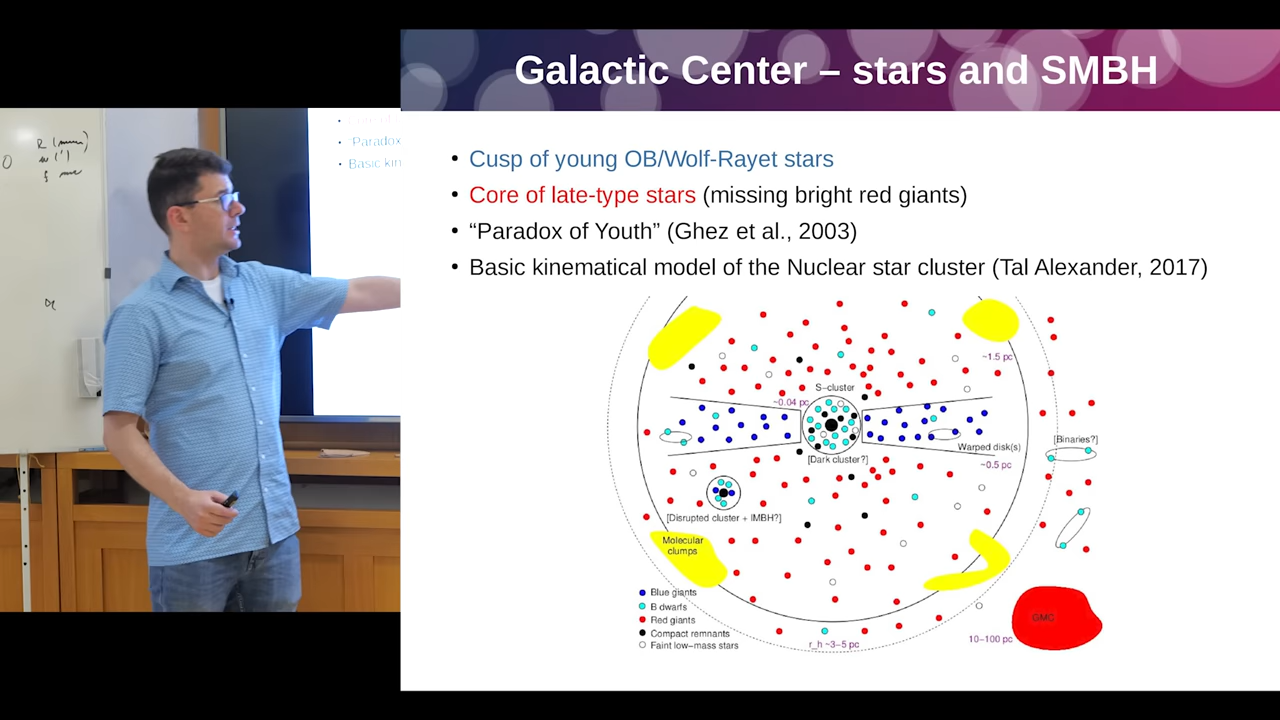 Galactic Center – stars and SMBH
• Cusp of young OB/Wolf-Rayet stars
• Core of late-type stars (missing bright red giants)
• “Paradox of Youth” (Ghez et al., 2003)
• Basic kinematical model of the Nuclear star cluster (Tal Alexander, 2017)
~1.5 pc
S−cluster
~0.04 pc
[Binaries?]
Warped disk(s)
[Dark cluster?]
~0.5 pc
[Disrupted cluster + IMBH?]
Molecular
clumps
Blue giants
B dwarfs
Red giants
Compact remnants
Faint low−mass stars
GMC
10−100 pc
r_h ~3−5 pc
• Paradox
• Basic kin